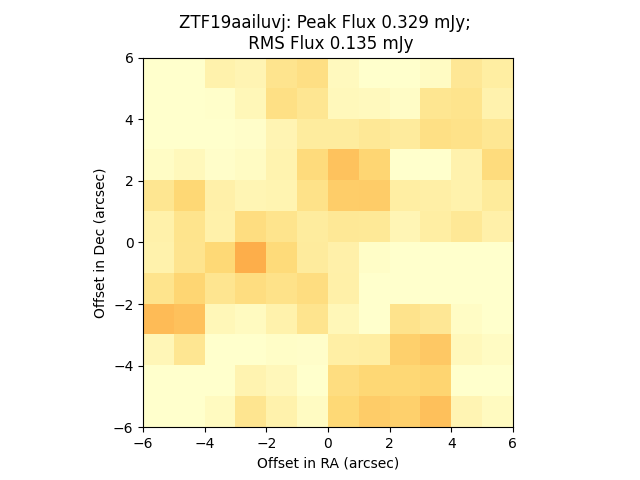 ZTF19aailuvj: Peak Flux 0.329 mJy;
RMS Flux 0.135 mJy
6
4
2
0
−2
−4
−6
Offset in Dec (arcsec)
−6 −4 −2 0 2 4 6
Offset in RA (arcsec)